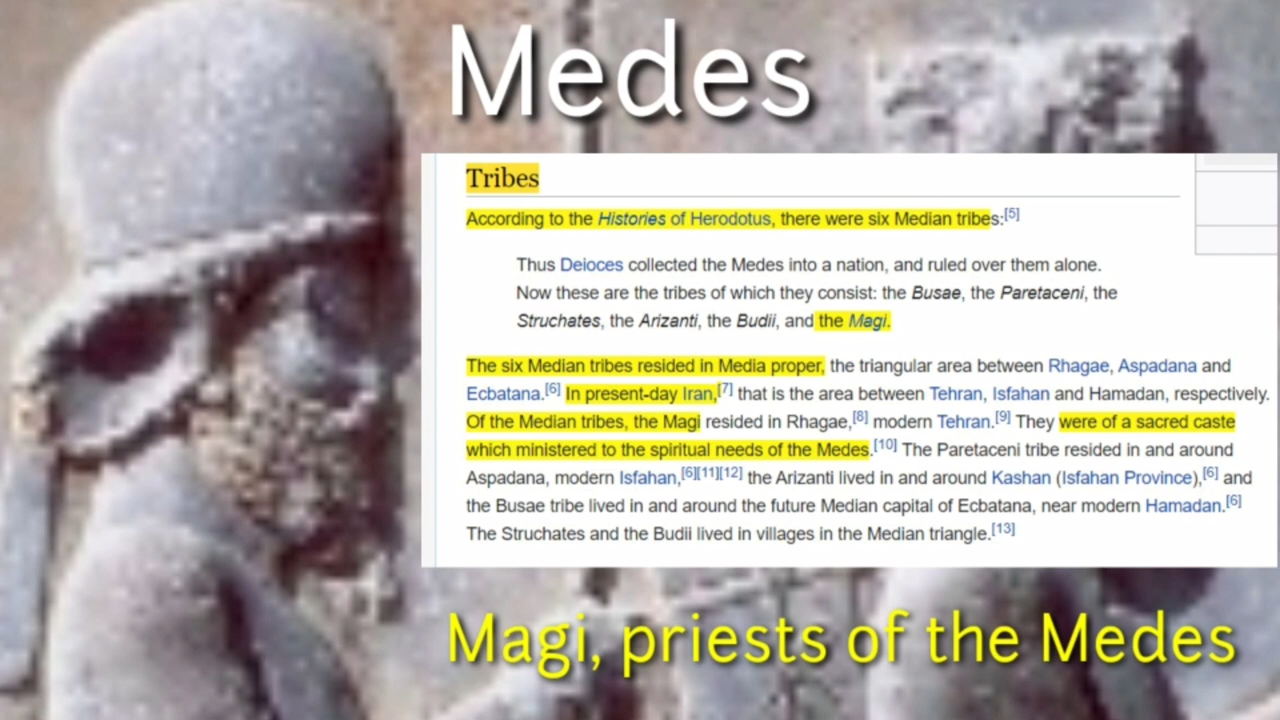 Medes
Tribes
According to the Histories of Herodotus, there were six Median tribes:[5]
Thus Deioces collected the Medes into a nation, and ruled over them alone.
Now these are the tribes of which they consist: the Busae, the Paretaceni, the
Struchates, the Arizanti, the Budii, and the Magi.
The six Median tribes resided in Media proper, the triangular area between Rhagae, Aspadana and
Ecbatana.[6] In present-day Iran,[7] that is the area between Tehran, Isfahan and Hamadan, respectively.
Of the Median tribes, the Magi resided in Rhagae,[8] modern Tehran.[9] They were of a sacred caste
which ministered to the spiritual needs of the Medes.[10] The Paretaceni tribe resided in and around
Aspadana, modern Isfahan,[6][11][12] the Arizanti lived in and around Kashan (Isfahan Province),[6] and
the Busae tribe lived in and around the future Median capital of Ecbatana, near modern Hamadan.[6]
The Struchates and the Budii lived in villages in the Median triangle.[13]
Magi, priests of the Medes